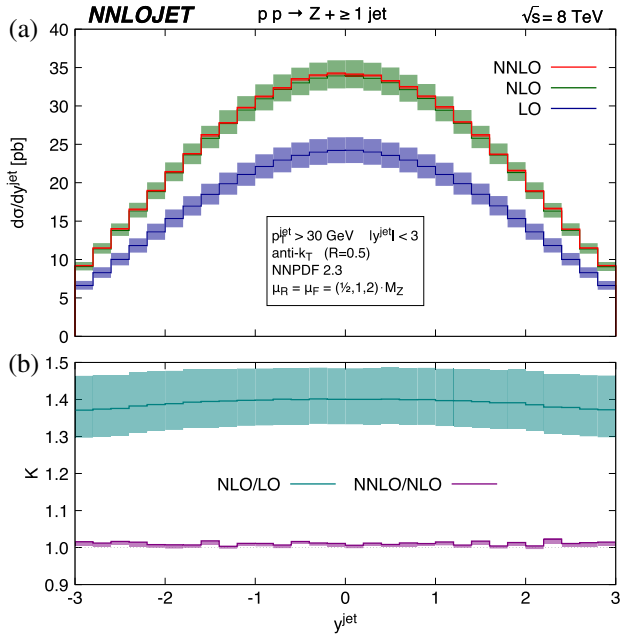 NNLOJET p p → Z + ≥ 1 jet √s = 8 TeV
(a)
40
35
30
25
20
15
10
5
0
dσ/dy^jet [pb]
NNLO
NLO
LO
p_T^jet > 30 GeV |y^jet| < 3
anti-k_T (R=0.5)
NNPDF 2.3
μ_R = μ_F = (½,1,2) · M_Z
(b)
1.5
1.4
1.3
1.2
1.1
1.0
0.9
K
NLO/LO NNLO/NLO
-3 -2 -1 0 1 2 3
y^jet